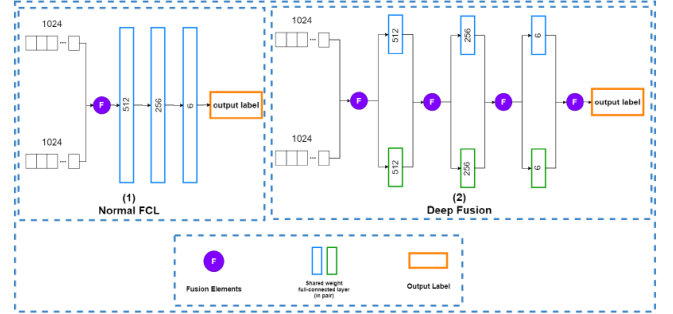 1024
1024
F
512
256
6
output label
(1)
Normal FCL
1024
1024
F
512
512
F
256
256
F
6
6
F
output label
(2)
Deep Fusion
F
Fusion Elements
Shared weight
full-connected layer
(in pair)
Output Label